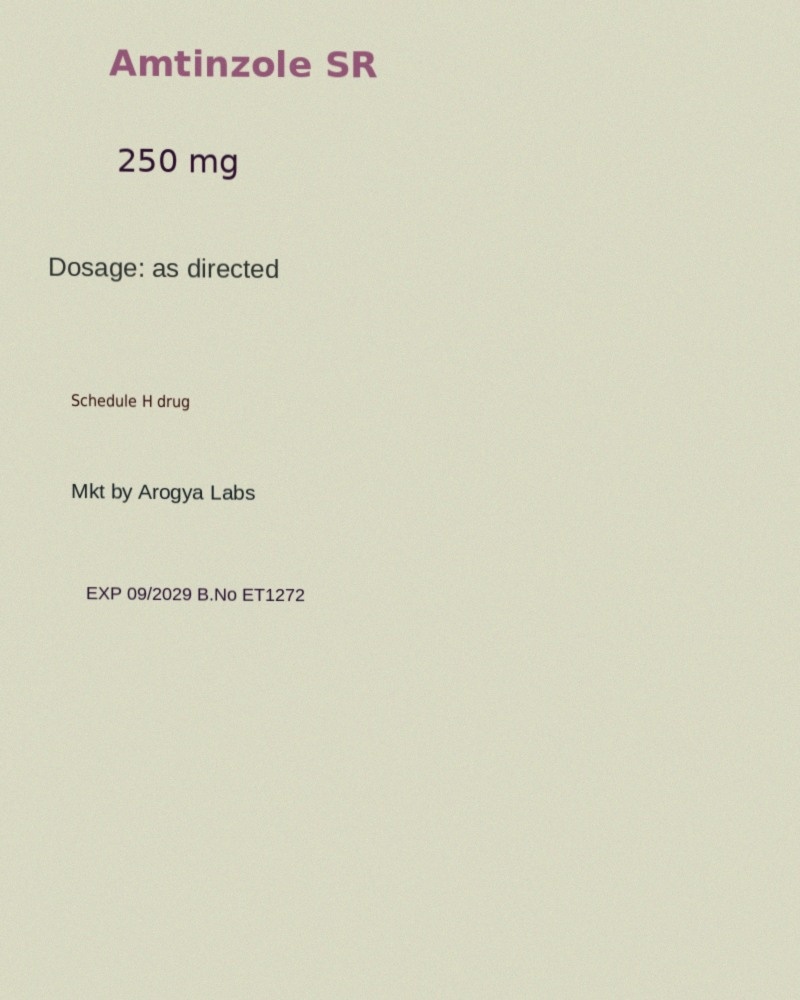 Amtinzole SR
250 mg
Dosage: as directed
Schedule H drug
Mkt by Arogya Labs
EXP 09/2029 B.No ET1272